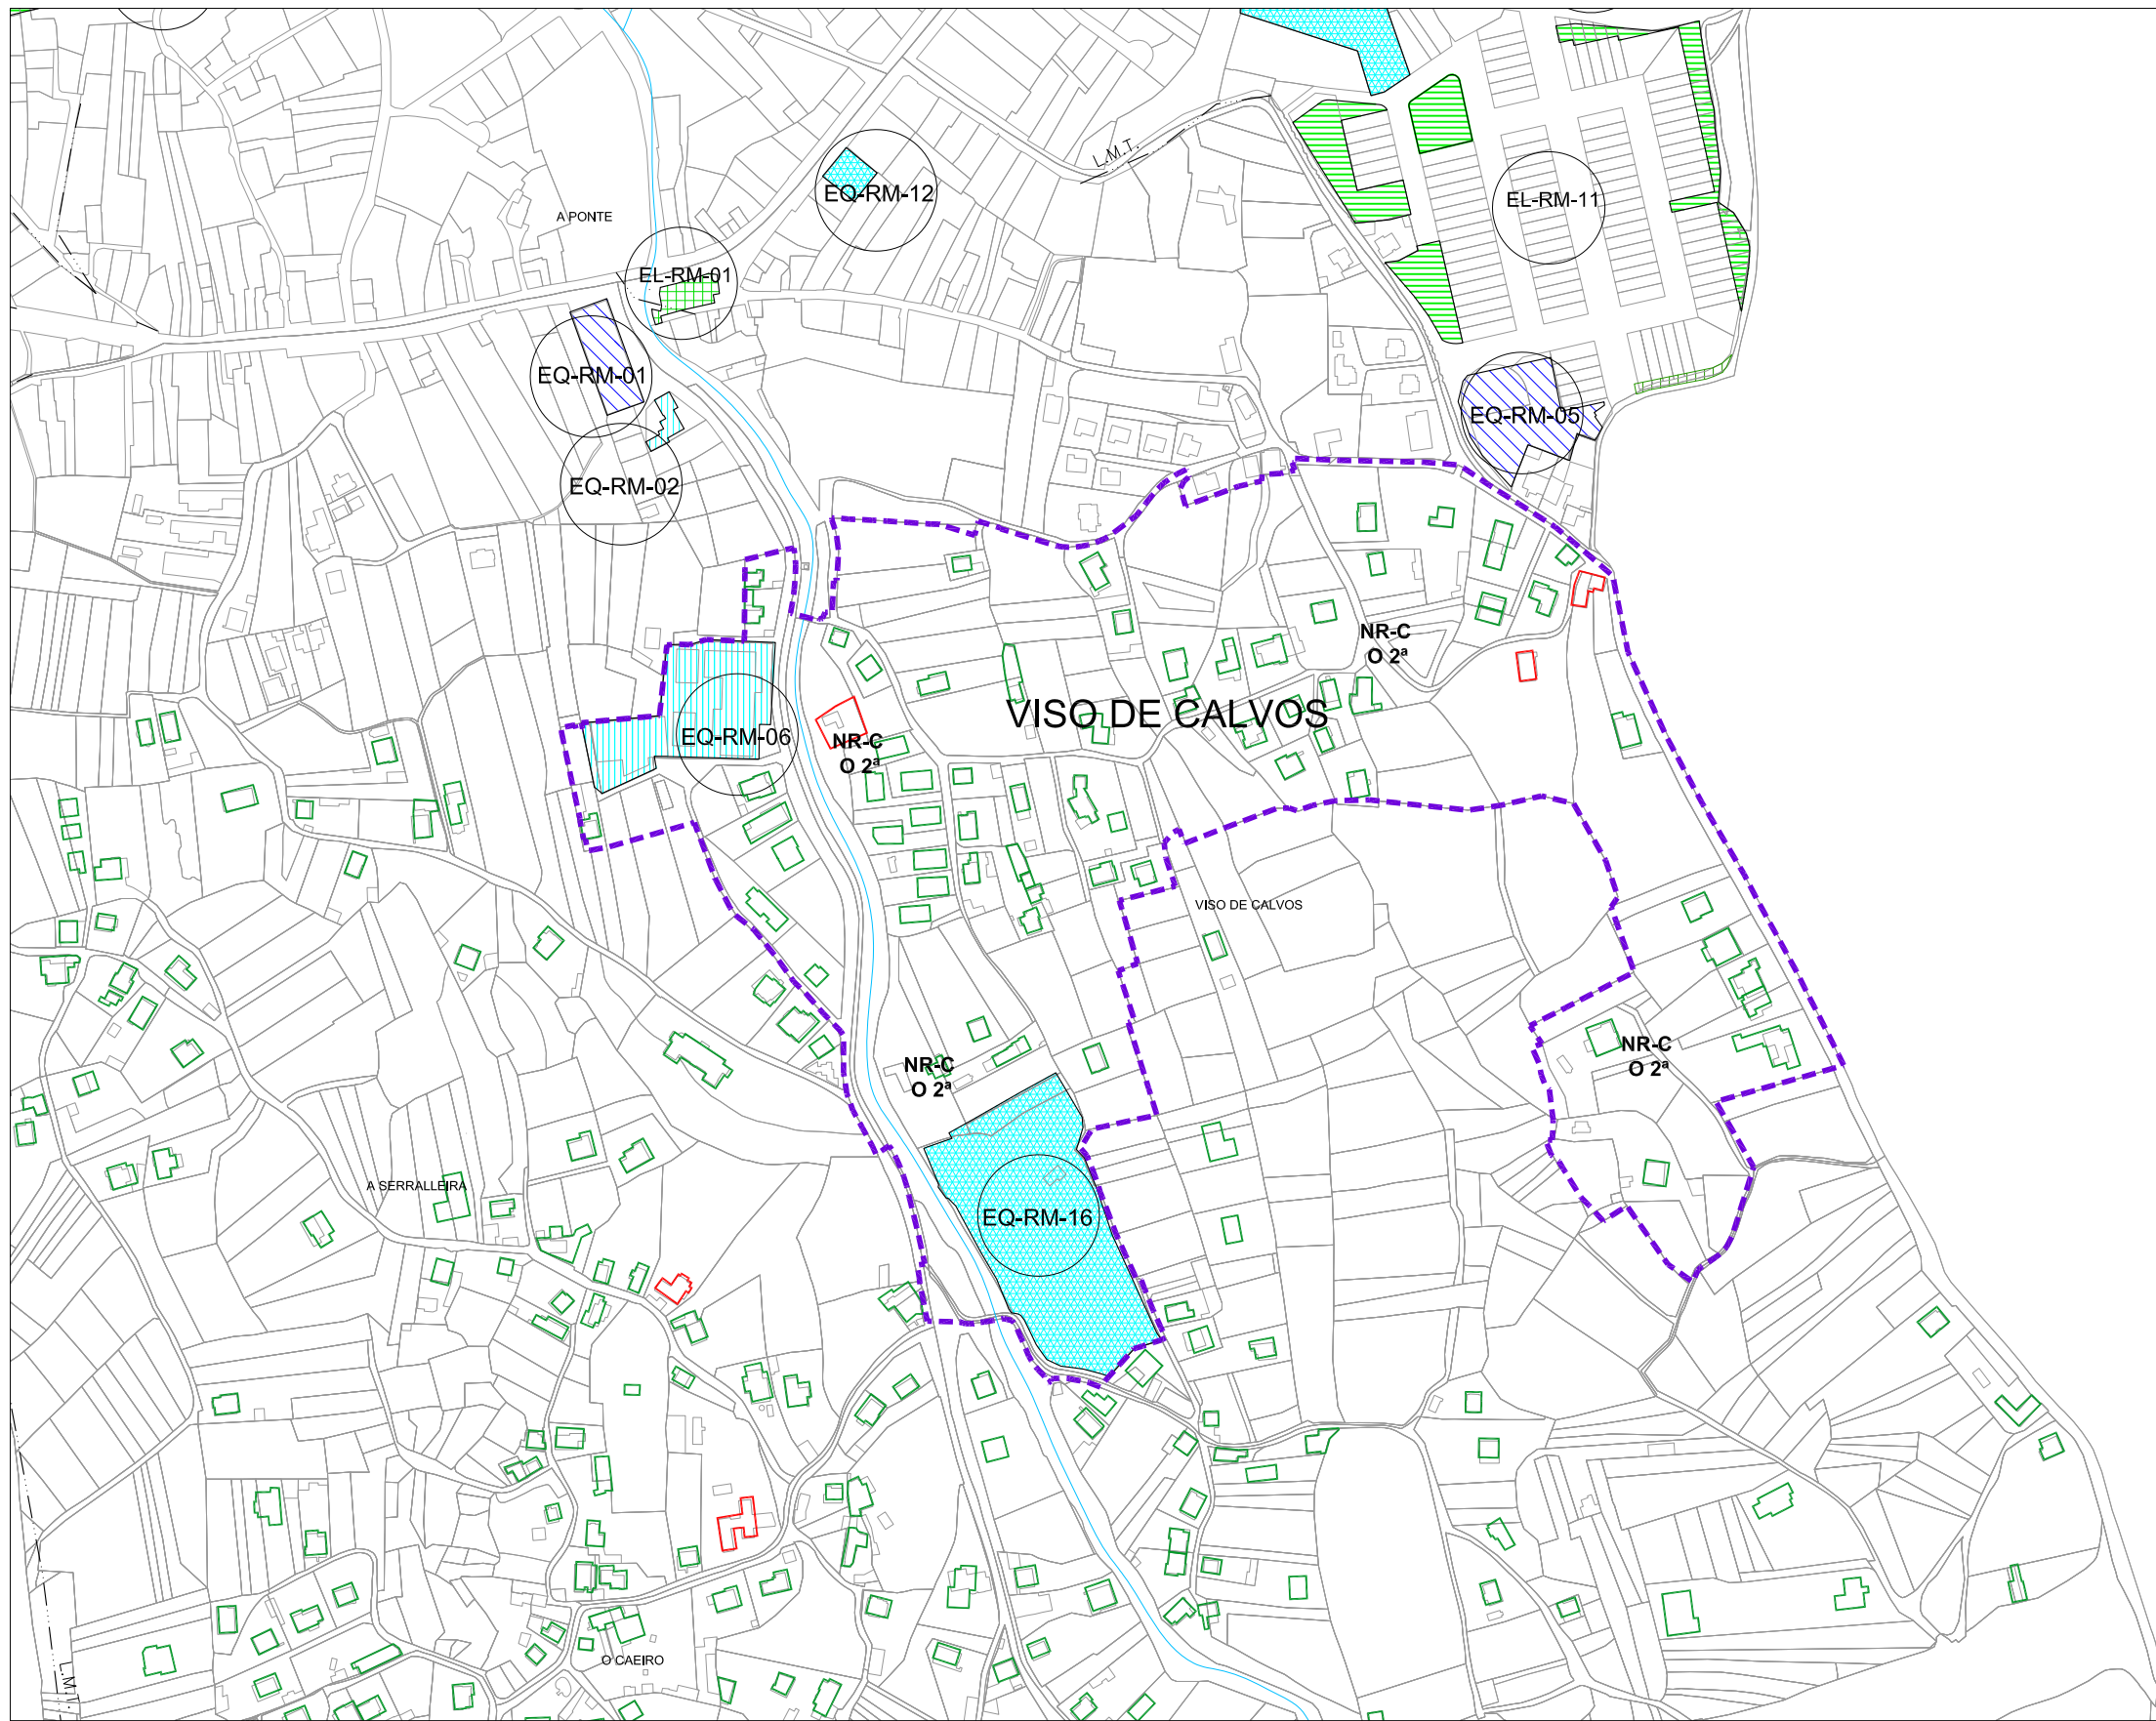 L.M.T.
EQ-RM-12
EL-RM-11
A PONTE
EL-RM-01
EQ-RM-01
EQ-RM-05
EQ-RM-02
NR-C
O 2ª
VISO DE CALVOS
EQ-RM-06
NR-C
O 2ª
VISO DE CALVOS
NR-C
O 2ª
NR-C
O 2ª
A SERRALLEIRA
EQ-RM-16
O CAEIRO
L.M.T.